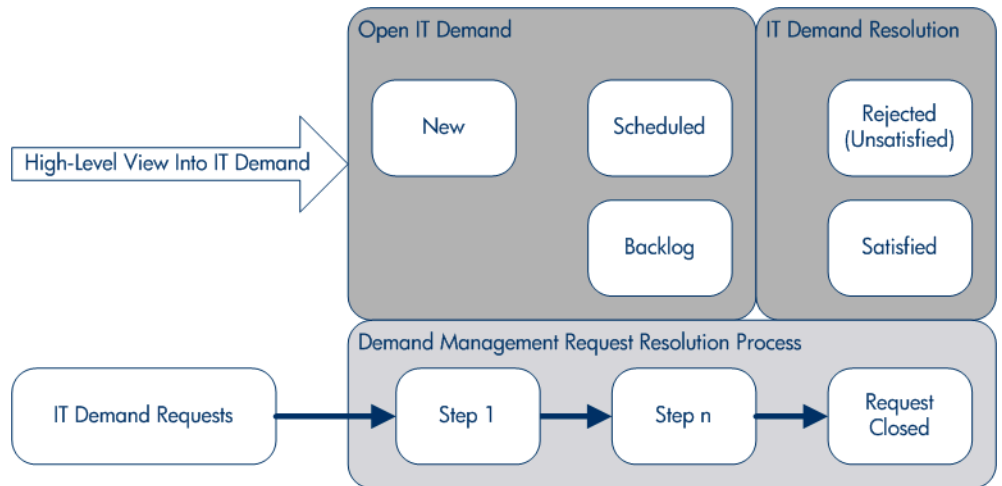 Open IT Demand
IT Demand Resolution
New
Scheduled
Rejected
(Unsatisfied)
High-Level View Into IT Demand
Backlog
Satisfied
Demand Management Request Resolution Process
IT Demand Requests
Step 1
Step n
Request
Closed